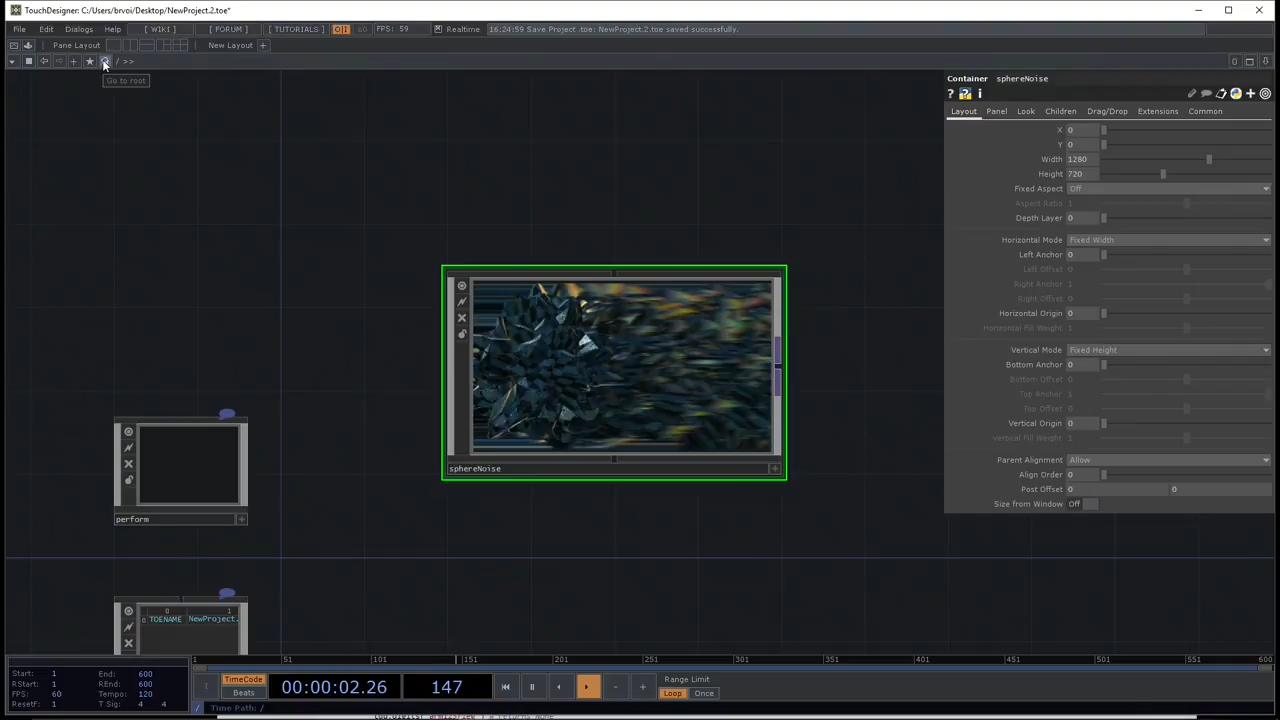 TouchDesigner: C:/Users/brvoi/Desktop/NewProject.2.toe*
File Edit Dialogs Help [ WIKI ] [ FORUM ] [ TUTORIALS ] OII FPS: 59 Realtime 16:24:59 Save Project .toe: NewProject.2.toe saved successfully.
Pane Layout New Layout +
/ >>
Go to root
Container sphereNoise
Layout Panel Look Children Drag/Drop Extensions Common
X 0
Y 0
Width 1280
Height 720
Fixed Aspect Off
Aspect Ratio 1
Depth Layer 0
Horizontal Mode Fixed Width
Left Anchor 0
Left Offset 0
Right Anchor 1
Right Offset 0
Horizontal Origin 0
Horizontal Fill Weight 1
Vertical Mode Fixed Height
Bottom Anchor 0
Bottom Offset 0
Top Anchor 1
Top Offset 0
Vertical Origin 0
Vertical Fill Weight 1
Parent Alignment Allow
Align Order 0
Post Offset 0 0
Size from Window Off
sphereNoise
perform
0 1
0 TOENAME NewProject.
1 51 101 151 201 251 301 351 401 451 501 551 600
Start: 1 End: 600
RStart: 1 REnd: 600
FPS: 60 Tempo: 120
ResetF: 1 T Sig: 4 4
TimeCode
Beats
00:00:02.26 147
Range Limit
Loop Once
/ Time Path: /